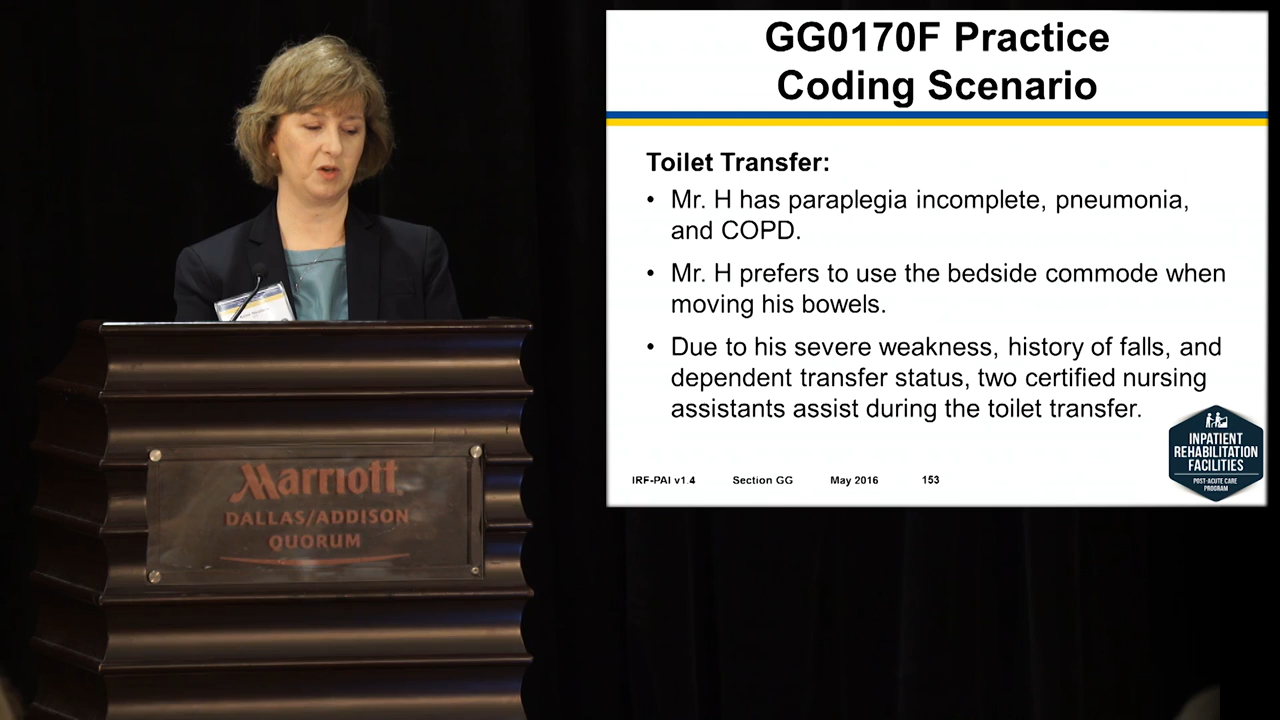 GG0170F Practice
Coding Scenario
Toilet Transfer:
• Mr. H has paraplegia incomplete, pneumonia,
and COPD.
• Mr. H prefers to use the bedside commode when
moving his bowels.
• Due to his severe weakness, history of falls, and
dependent transfer status, two certified nursing
assistants assist during the toilet transfer.
INPATIENT
REHABILITATION
FACILITIES
POST-ACUTE CARE
PROGRAM
IRF-PAI v1.4 Section GG May 2016 153
Marriott
DALLAS/ADDISON
QUORUM